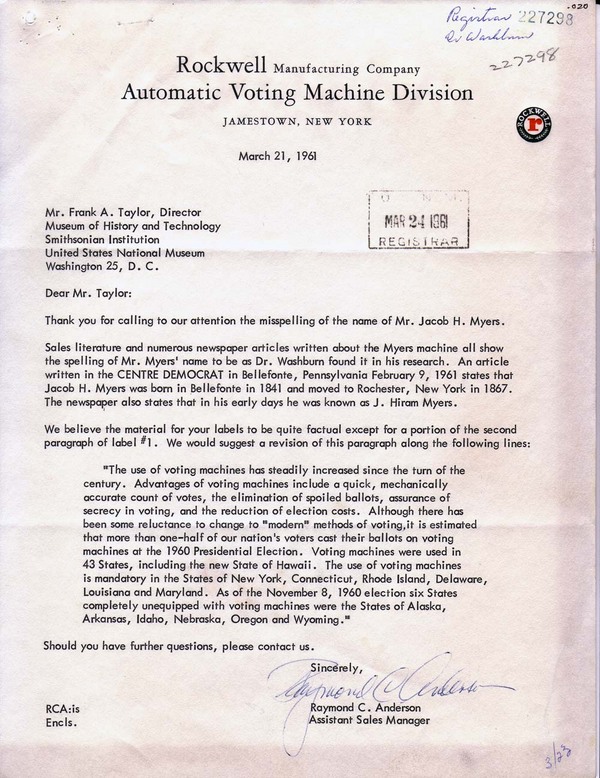 .020
Registrar 227298
Dr Washburn
227298
Rockwell Manufacturing Company
Automatic Voting Machine Division
JAMESTOWN, NEW YORK
ROCKWELL
r
March 21, 1961
Mr. Frank A. Taylor, Director
Museum of History and Technology
Smithsonian Institution
United States National Museum
Washington 25, D. C.
MAR 24 1961
REGISTRAR
Dear Mr. Taylor:
Thank you for calling to our attention the misspelling of the name of Mr. Jacob H. Myers.
Sales literature and numerous newspaper articles written about the Myers machine all show
the spelling of Mr. Myers' name to be as Dr. Washburn found it in his research. An article
written in the CENTRE DEMOCRAT in Bellefonte, Pennsylvania February 9, 1961 states that
Jacob H. Myers was born in Bellefonte in 1841 and moved to Rochester, New York in 1867.
The newspaper also states that in his early days he was known as J. Hiram Myers.
We believe the material for your labels to be quite factual except for a portion of the second
paragraph of label #1. We would suggest a revision of this paragraph along the following lines:
"The use of voting machines has steadily increased since the turn of the
century. Advantages of voting machines include a quick, mechanically
accurate count of votes, the elimination of spoiled ballots, assurance of
secrecy in voting, and the reduction of election costs. Although there has
been some reluctance to change to "modern" methods of voting,it is estimated
that more than one-half of our nation's voters cast their ballots on voting
machines at the 1960 Presidential Election. Voting machines were used in
43 States, including the new State of Hawaii. The use of voting machines
is mandatory in the States of New York, Connecticut, Rhode Island, Delaware,
Louisiana and Maryland. As of the November 8, 1960 election six States
completely unequipped with voting machines were the States of Alaska,
Arkansas, Idaho, Nebraska, Oregon and Wyoming."
Should you have further questions, please contact us.
Sincerely,
Raymond C. Anderson
Raymond C. Anderson
Assistant Sales Manager
RCA:is
Encls.
3/23